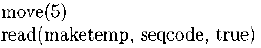 move(5)
read(maketemp, seqcode, true)